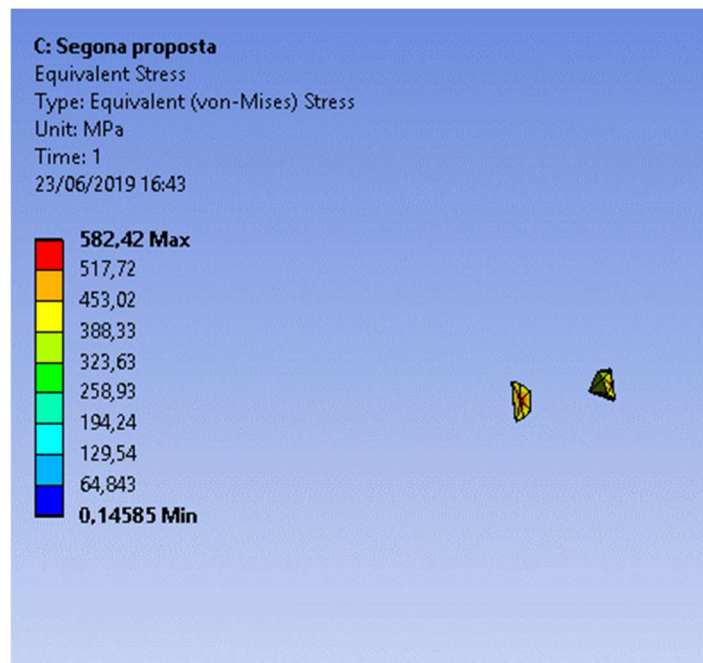 C: Segona proposta
Equivalent Stress
Type: Equivalent (von-Mises) Stress
Unit: MPa
Time: 1
23/06/2019 16:43
582,42 Max
517,72
453,02
388,33
323,63
258,93
194,24
129,54
64,843
0,14585 Min